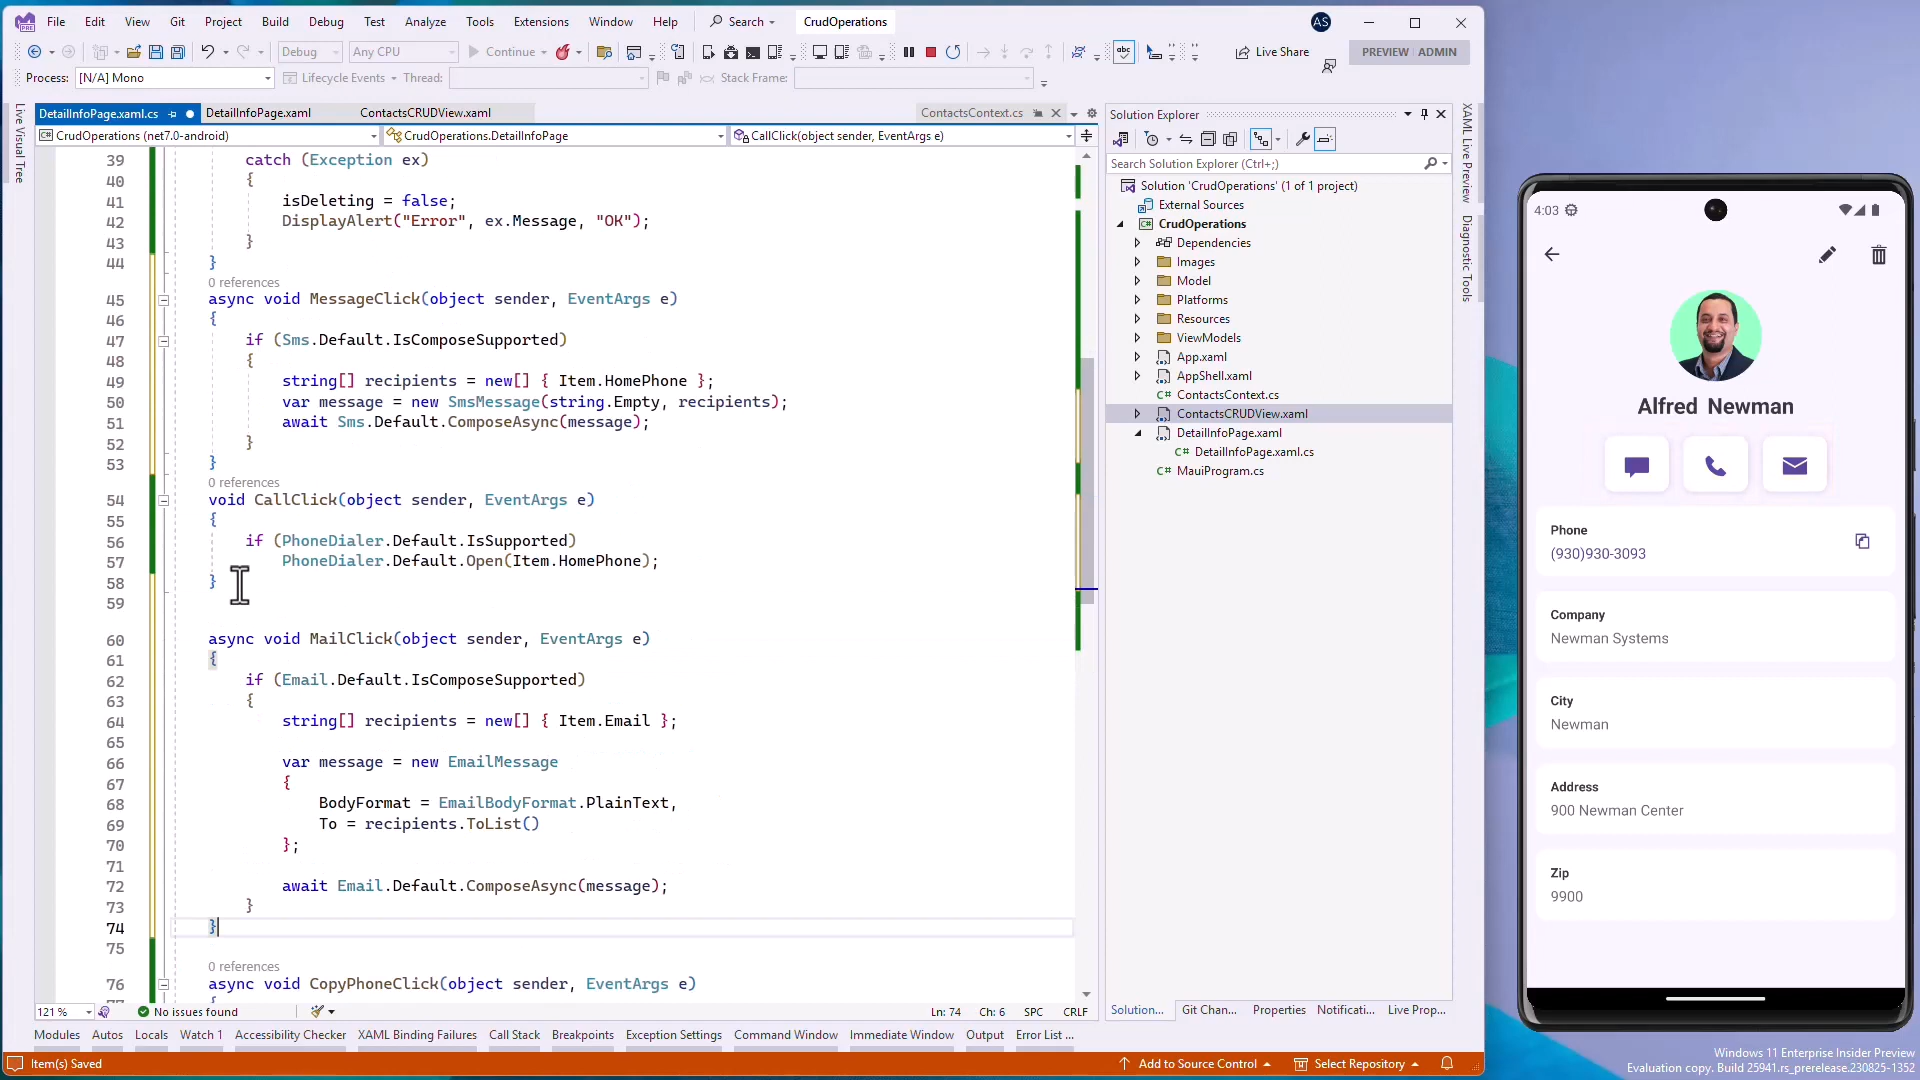 File Edit View Git Project Build Debug Test Analyze Tools Extensions Window Help Search CrudOperations AS
Debug Any CPU Continue Live Share PREVIEW ADMIN
Process: [N/A] Mono Lifecycle Events Thread: Stack Frame:
Live Visual Tree
DetailInfoPage.xaml.cs DetailInfoPage.xaml ContactsCRUDView.xaml ContactsContext.cs
CrudOperations (net7.0-android) CrudOperations.DetailInfoPage CallClick(object sender, EventArgs e)
39 catch (Exception ex)
40 {
41 isDeleting = false;
42 DisplayAlert("Error", ex.Message, "OK");
43 }
44 }
0 references
45 async void MessageClick(object sender, EventArgs e)
46 {
47 if (Sms.Default.IsComposeSupported)
48 {
49 string[] recipients = new[] { Item.HomePhone };
50 var message = new SmsMessage(string.Empty, recipients);
51 await Sms.Default.ComposeAsync(message);
52 }
53 }
0 references
54 void CallClick(object sender, EventArgs e)
55 {
56 if (PhoneDialer.Default.IsSupported)
57 PhoneDialer.Default.Open(Item.HomePhone);
58 }
59
60 async void MailClick(object sender, EventArgs e)
61 {
62 if (Email.Default.IsComposeSupported)
63 {
64 string[] recipients = new[] { Item.Email };
65
66 var message = new EmailMessage
67 {
68 BodyFormat = EmailBodyFormat.PlainText,
69 To = recipients.ToList()
70 };
71
72 await Email.Default.ComposeAsync(message);
73 }
74 }
75
0 references
76 async void CopyPhoneClick(object sender, EventArgs e)
121 % No issues found Ln: 74 Ch: 6 SPC CRLF
Modules Autos Locals Watch 1 Accessibility Checker XAML Binding Failures Call Stack Breakpoints Exception Settings Command Window Immediate Window Output Error List ...
Item(s) Saved Add to Source Control Select Repository
Solution Explorer
Search Solution Explorer (Ctrl+;)
Solution 'CrudOperations' (1 of 1 project)
External Sources
CrudOperations
Dependencies
Images
Model
Platforms
Resources
ViewModels
App.xaml
AppShell.xaml
ContactsContext.cs
ContactsCRUDView.xaml
DetailInfoPage.xaml
DetailInfoPage.xaml.cs
MauiProgram.cs
Solution... Git Chan... Properties Notificati... Live Prop...
XAML Live Preview
Diagnostic Tools
4:03
Alfred Newman
Phone
(930)930-3093
Company
Newman Systems
City
Newman
Address
900 Newman Center
Zip
9900
Windows 11 Enterprise Insider Preview
Evaluation copy. Build 25941.rs_prerelease.230825-1352